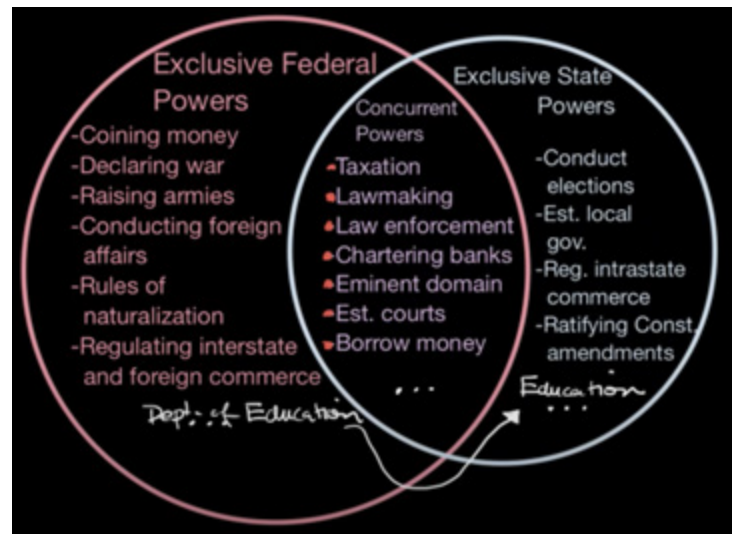 Exclusive Federal
Powers
-Coining money
-Declaring war
-Raising armies
-Conducting foreign
affairs
-Rules of
naturalization
-Regulating interstate
and foreign commerce
Dept. of Education
Concurrent
Powers
-Taxation
-Lawmaking
-Law enforcement
-Chartering banks
-Eminent domain
-Est. courts
-Borrow money
...
Exclusive State
Powers
-Conduct
elections
-Est. local
gov.
-Reg. intrastate
commerce
-Ratifying Const.
amendments
Education
...